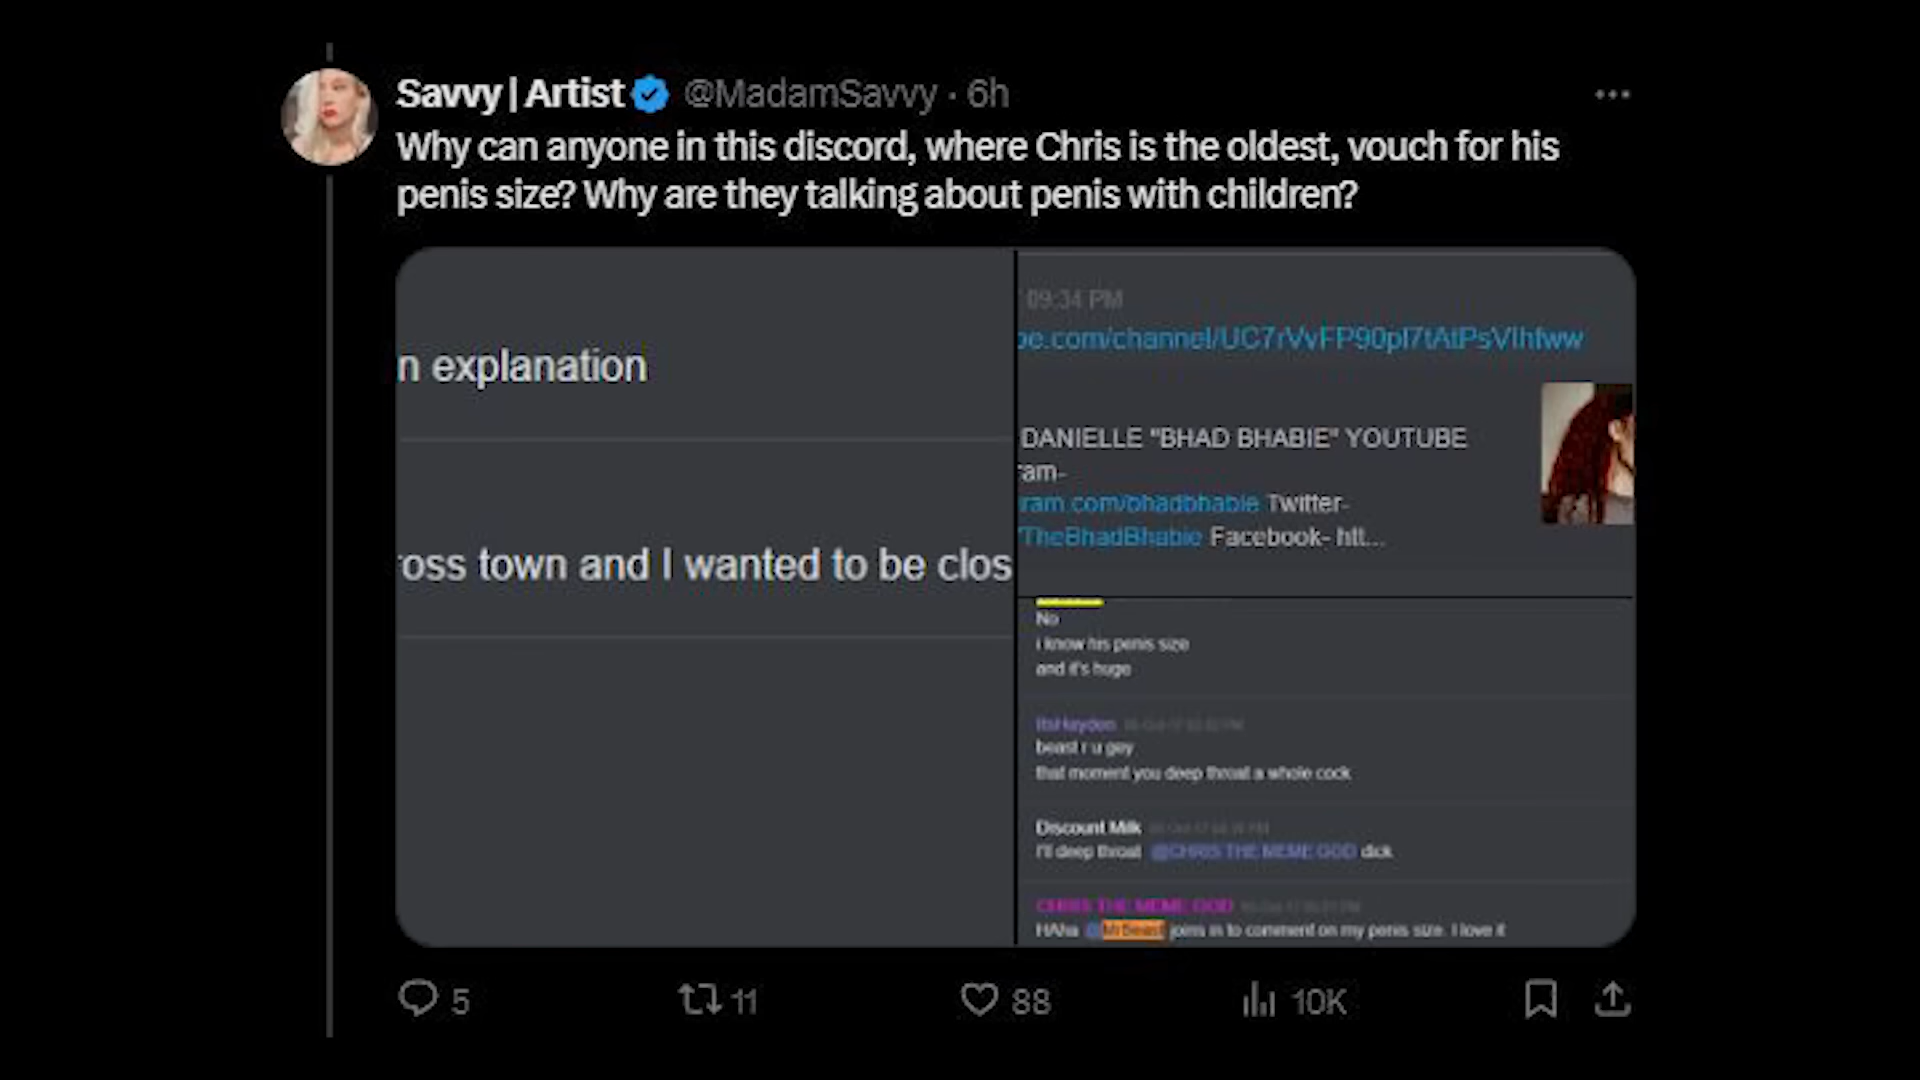 Savvy | Artist @MadamSavvy · 6h
Why can anyone in this discord, where Chris is the oldest, vouch for his
penis size? Why are they talking about penis with children?
n explanation
ross town and I wanted to be clos
09:34 PM
be.com/channel/UC7rVvFP90pI7tAtPsVIhfww
DANIELLE "BHAD BHABIE" YOUTUBE
ram-
ram.com/bhadbhabie Twitter-
/TheBhadBhabie Facebook- htt...
No
i know his penis size
and it's huge
ItsHayden
beast r u gay
that moment you deep throat a whole cock
Discount Milk
I'll deep throat @CHRIS THE MEME GOD dick
CHRIS THE MEME GOD
HAha @MrBeast joins in to comment on my penis size. I love it
5 11 88 10K